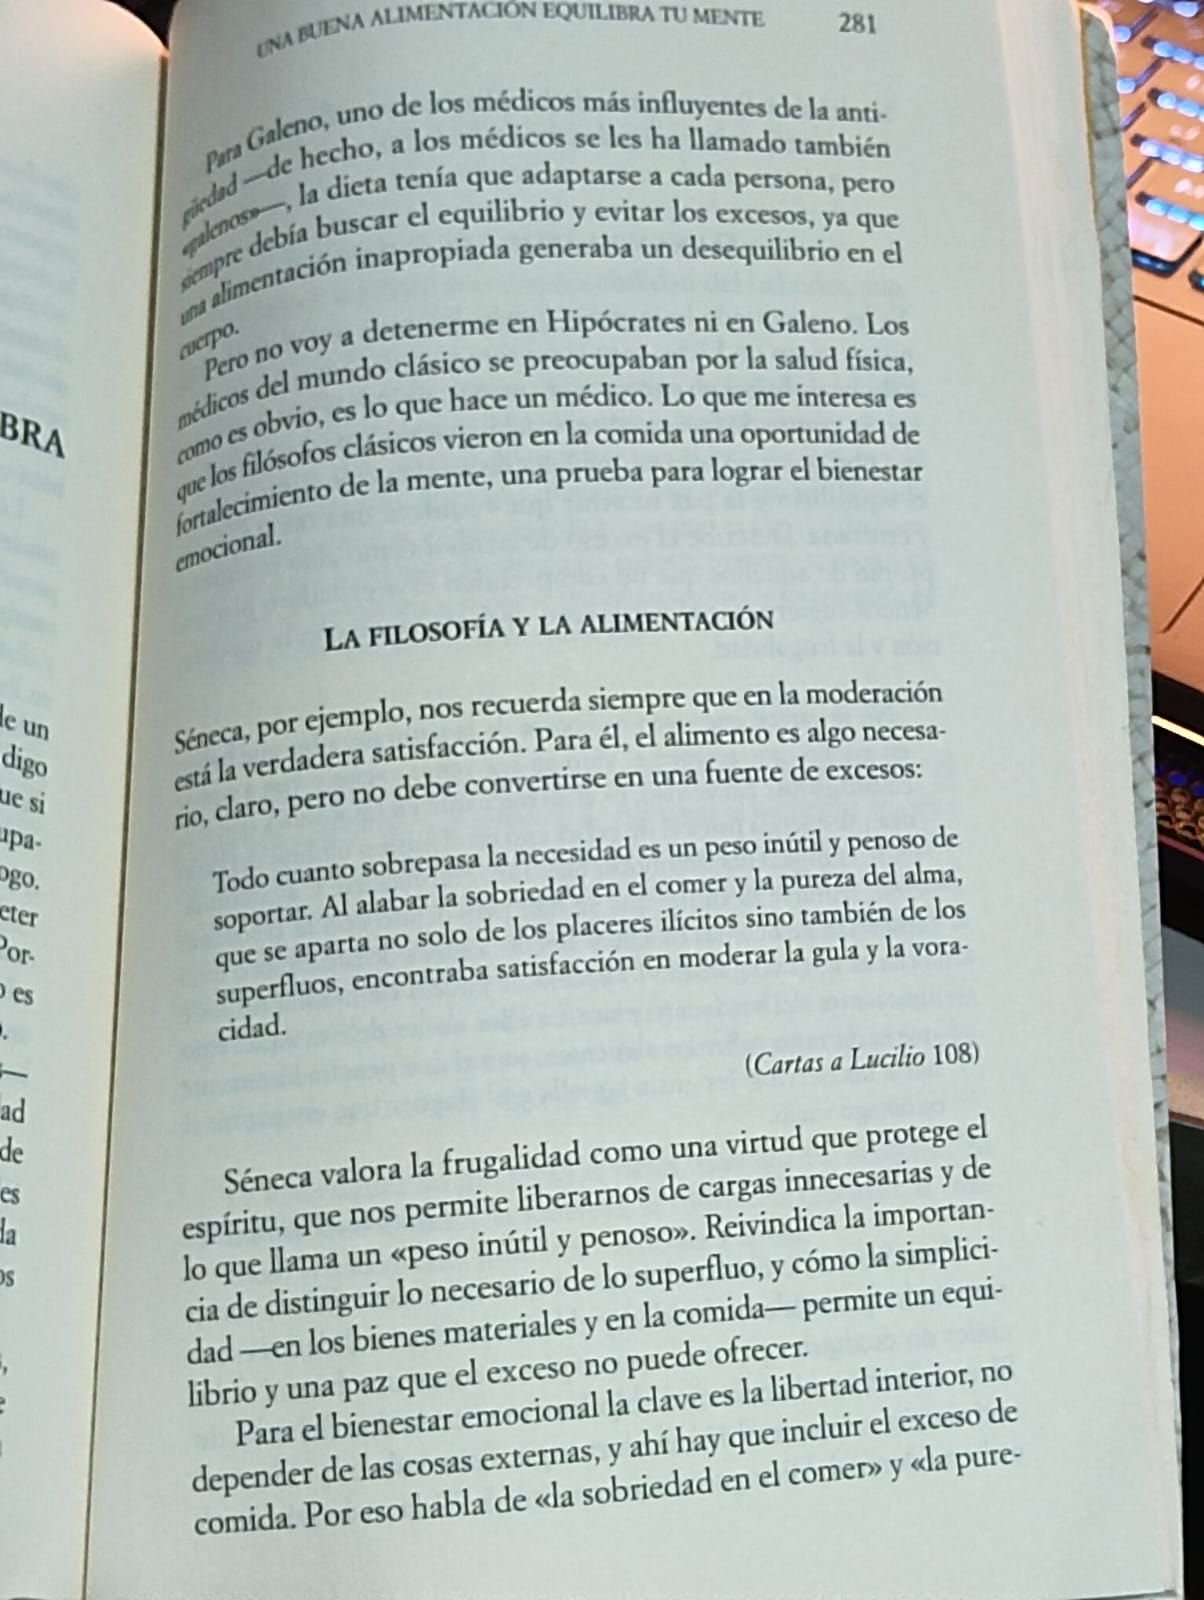 UNA BUENA ALIMENTACIÓN EQUILIBRA TU MENTE 281
Para Galeno, uno de los médicos más influyentes de la anti-
güedad —de hecho, a los médicos se les ha llamado también
«galenos»—, la dieta tenía que adaptarse a cada persona, pero
siempre debía buscar el equilibrio y evitar los excesos, ya que
una alimentación inapropiada generaba un desequilibrio en el
cuerpo.
Pero no voy a detenerme en Hipócrates ni en Galeno. Los
médicos del mundo clásico se preocupaban por la salud física,
como es obvio, es lo que hace un médico. Lo que me interesa es
que los filósofos clásicos vieron en la comida una oportunidad de
fortalecimiento de la mente, una prueba para lograr el bienestar
emocional.
LA FILOSOFÍA Y LA ALIMENTACIÓN
Séneca, por ejemplo, nos recuerda siempre que en la moderación
está la verdadera satisfacción. Para él, el alimento es algo necesa-
rio, claro, pero no debe convertirse en una fuente de excesos:
Todo cuanto sobrepasa la necesidad es un peso inútil y penoso de
soportar. Al alabar la sobriedad en el comer y la pureza del alma,
que se aparta no solo de los placeres ilícitos sino también de los
superfluos, encontraba satisfacción en moderar la gula y la vora-
cidad.
(Cartas a Lucilio 108)
Séneca valora la frugalidad como una virtud que protege el
espíritu, que nos permite liberarnos de cargas innecesarias y de
lo que llama un «peso inútil y penoso». Reivindica la importan-
cia de distinguir lo necesario de lo superfluo, y cómo la simplici-
dad —en los bienes materiales y en la comida— permite un equi-
librio y una paz que el exceso no puede ofrecer.
Para el bienestar emocional la clave es la libertad interior, no
depender de las cosas externas, y ahí hay que incluir el exceso de
comida. Por eso habla de «la sobriedad en el comer» y «la pure-
BRA
de un
digo
ue si
upa-
ogo.
eter
Por-
o es
ad
de
es
la
os